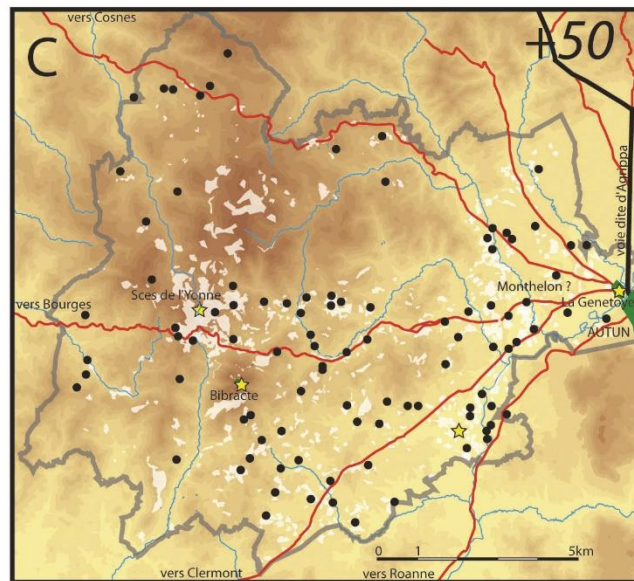 vers Cosnes
C
+50
voie dite d'Agrippa
Sces de l'Yonne
Monthelon ?
vers Bourges
La Genetoye
AUTUN
Bibracte
0 1 5km
vers Clermont
vers Roanne